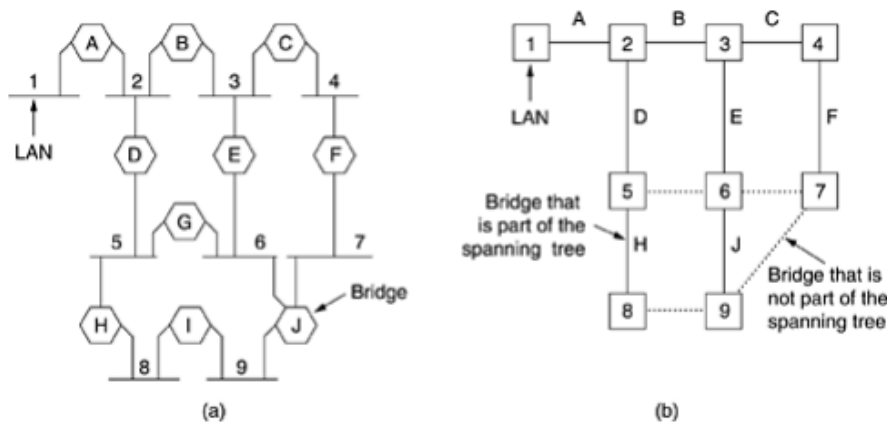 A
B
C
1
2
3
4
LAN
D
E
F
G
5
6
7
Bridge
H
I
J
8
9
(a)
A
B
C
1
2
3
4
LAN
D
E
F
5
6
7
Bridge that
is part of the
spanning tree
H
J
Bridge that is
not part of the
spanning tree
8
9
(b)